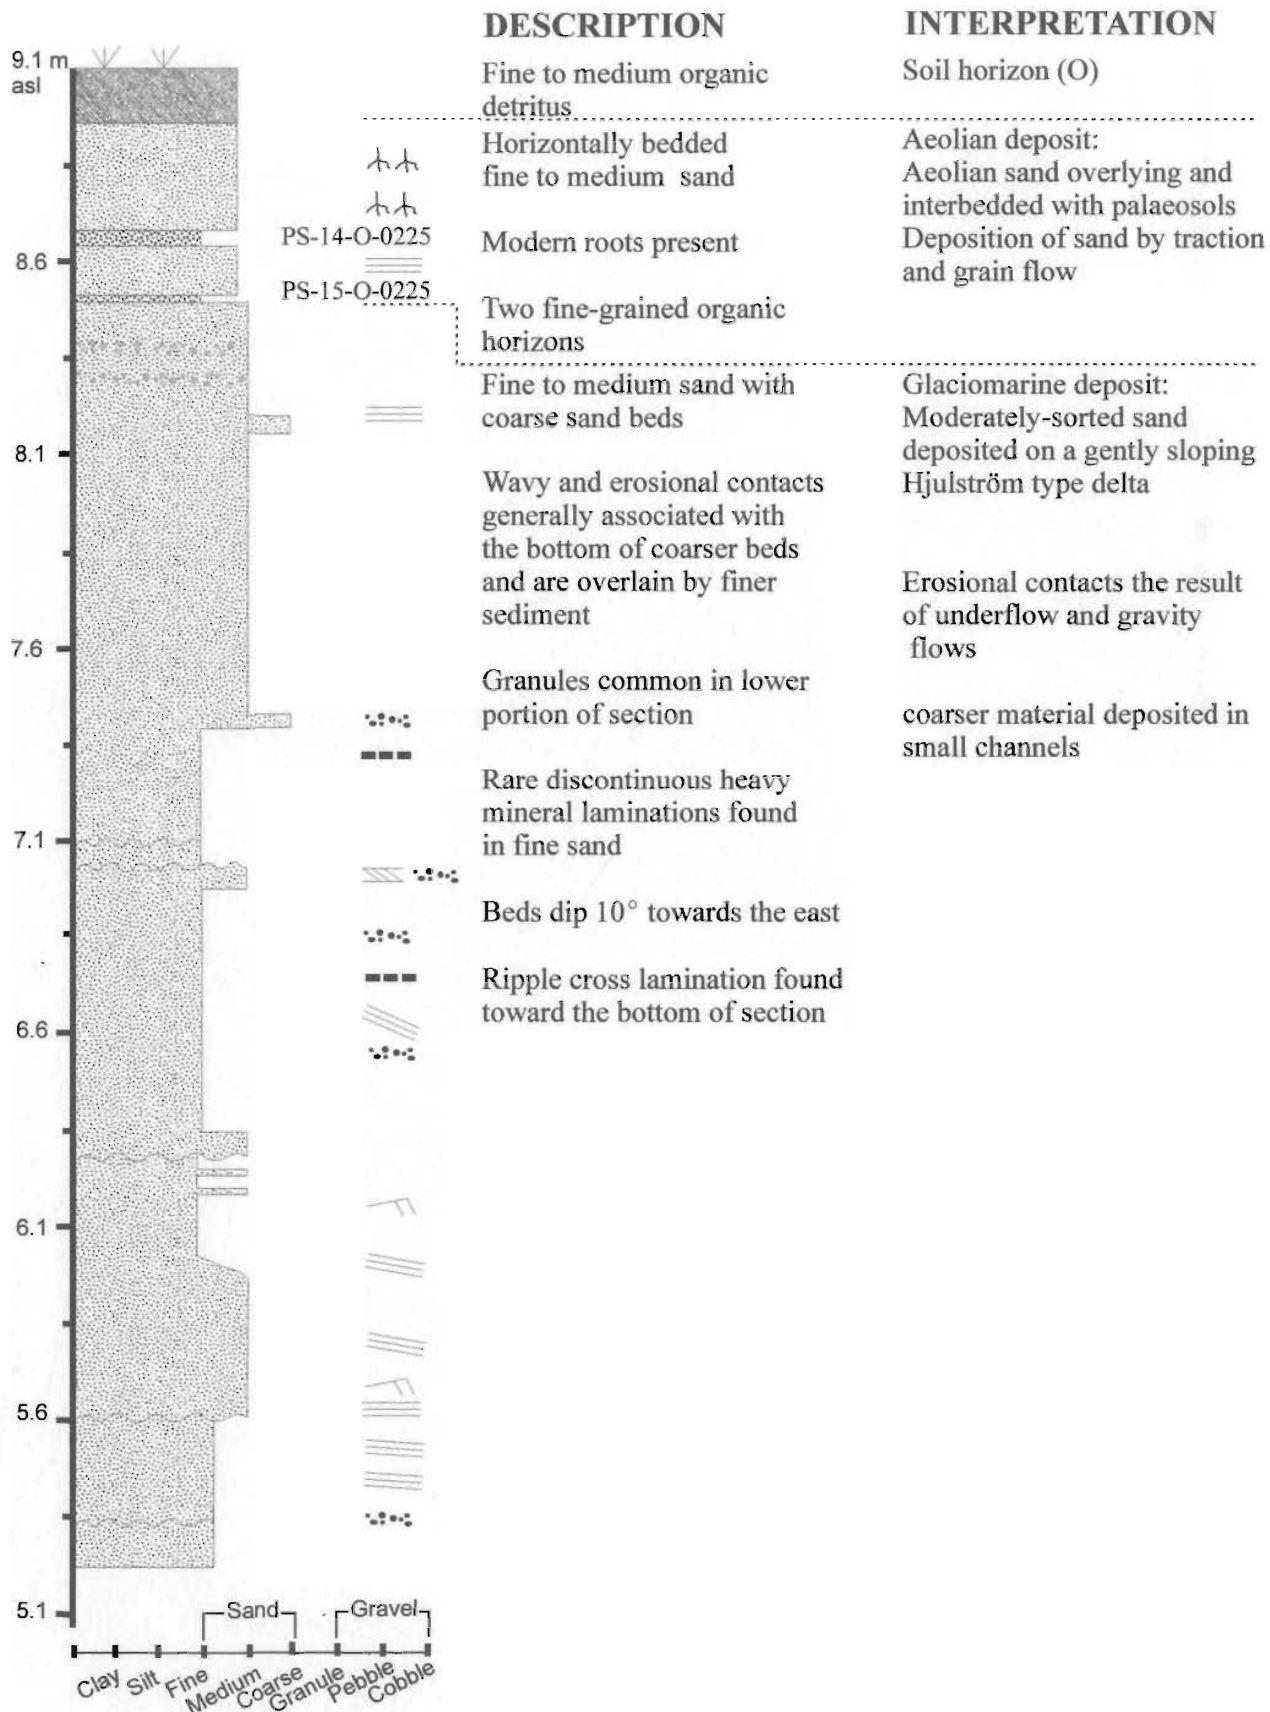 DESCRIPTION
INTERPRETATION
9.1 m
asl
Fine to medium organic
detritus
Soil horizon (O)
Horizontally bedded
fine to medium sand
Aeolian deposit:
Aeolian sand overlying and
interbedded with palaeosols
Deposition of sand by traction
and grain flow
PS-14-O-0225
Modern roots present
8.6
PS-15-O-0225
Two fine-grained organic
horizons
Fine to medium sand with
coarse sand beds
Glaciomarine deposit:
Moderately-sorted sand
deposited on a gently sloping
Hjulström type delta
8.1
Wavy and erosional contacts
generally associated with
the bottom of coarser beds
and are overlain by finer
sediment
Erosional contacts the result
of underflow and gravity
flows
7.6
Granules common in lower
portion of section
coarser material deposited in
small channels
Rare discontinuous heavy
mineral laminations found
in fine sand
7.1
Beds dip 10° towards the east
Ripple cross lamination found
toward the bottom of section
6.6
6.1
5.6
5.1
Sand
Gravel
Clay
Silt
Fine
Medium
Coarse
Granule
Pebble
Cobble